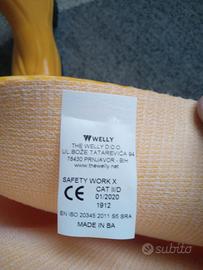 WELLY
THE WELLY D.O.O.
UL.BOŽE TATAREVIĆA 94
78430 PRNJAVOR - BIH
www.thewelly.net
SAFETY WORK X
CE CAT II/D
01/2020
1912
EN ISO 20345:2011 S5 SRA
MADE IN BA
subito